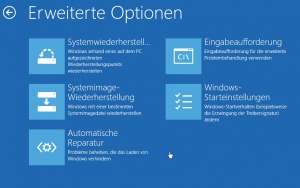 Erweiterte Optionen
Systemwiederherstell...
Windows anhand eines auf dem PC
aufgezeichneten
Wiederherstellungspunkts
wiederherstellen
Systemimage-
Wiederherstellung
Windows mit einer bestimmten
Systemimagedatei wiederherstellen.
Automatische
Reparatur
Probleme beheben, die das Laden von
Windows verhindern
C:\
Eingabeaufforderung
Eingabeaufforderung für die erweiterte
Problembehandlung verwenden
Windows-
Starteinstellungen
Windows-Startverhalten (beispielsweise
die Erzwingung der Treibersignatur)
ändern